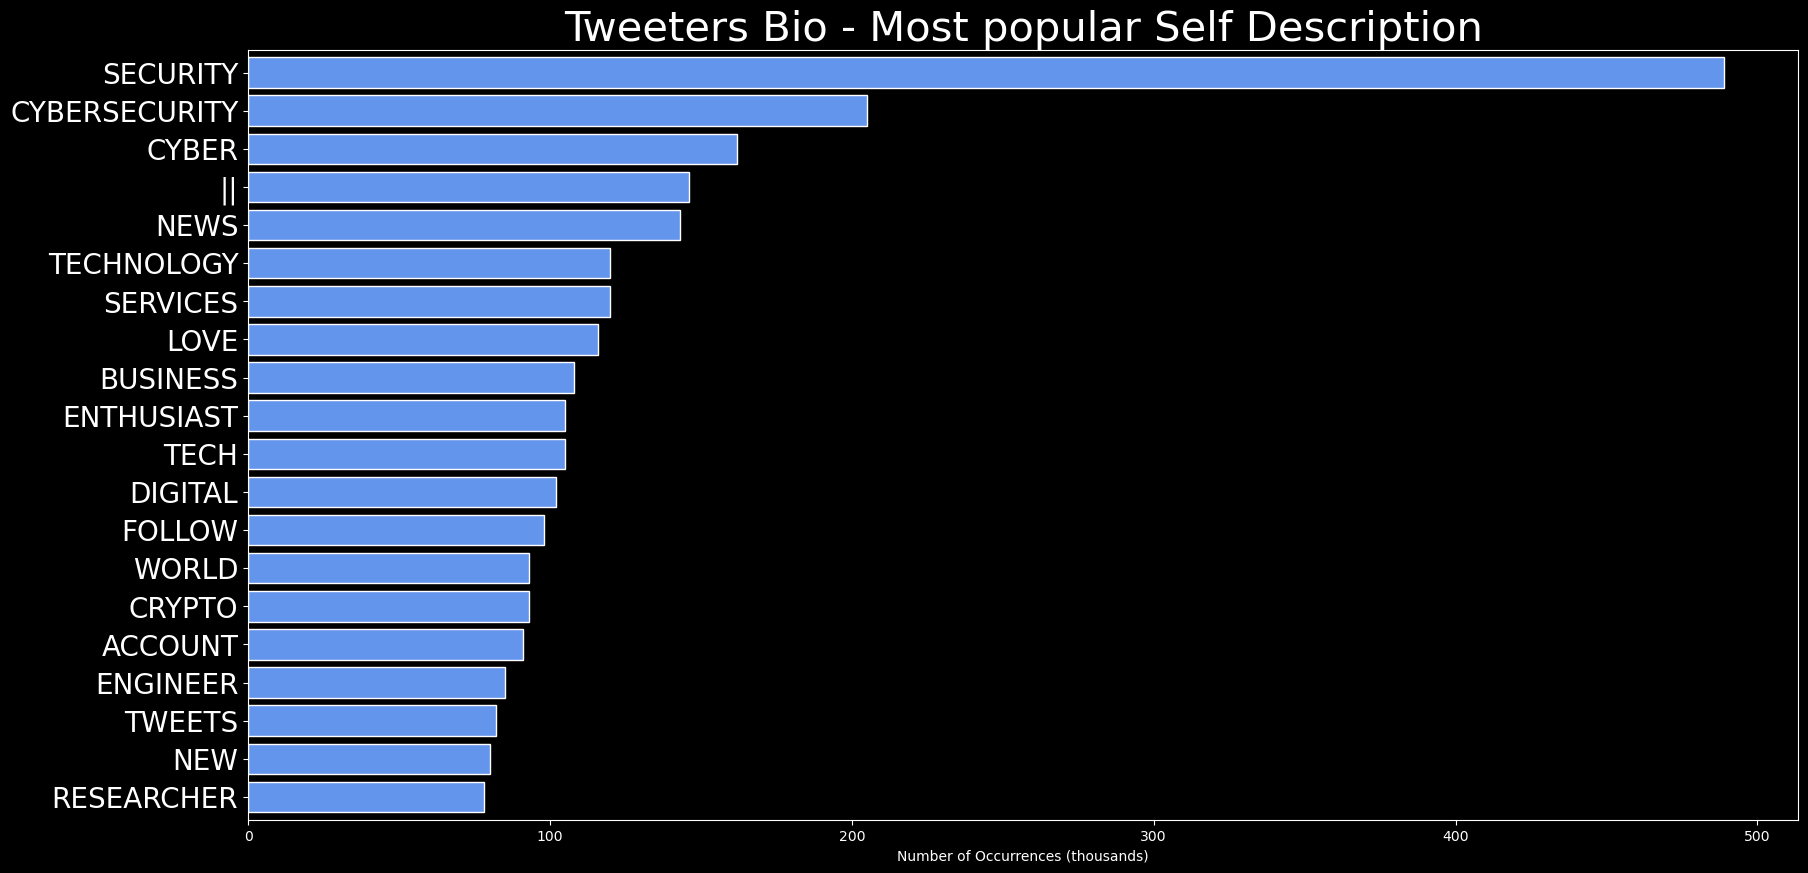 Tweeters Bio - Most popular Self Description
SECURITY
CYBERSECURITY
CYBER
||
NEWS
TECHNOLOGY
SERVICES
LOVE
BUSINESS
ENTHUSIAST
TECH
DIGITAL
FOLLOW
WORLD
CRYPTO
ACCOUNT
ENGINEER
TWEETS
NEW
RESEARCHER
0 100 200 300 400 500
Number of Occurrences (thousands)